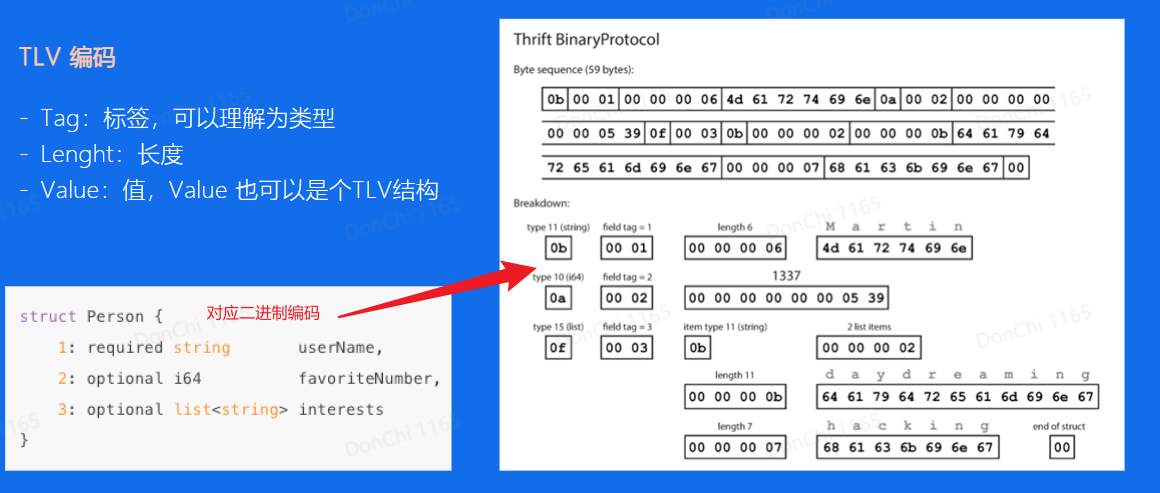 TLV 编码
- Tag：标签，可以理解为类型
- Lenght：长度
- Value：值，Value 也可以是个TLV结构
struct Person {
1: required string userName,
2: optional i64 favoriteNumber,
3: optional list<string> interests
}
对应二进制编码
Thrift BinaryProtocol
Byte sequence (59 bytes):
0b 00 01 00 00 00 06 4d 61 72 74 69 6e 0a 00 02 00 00 00 00
00 00 05 39 0f 00 03 0b 00 00 00 02 00 00 00 0b 64 61 79 64
72 65 61 6d 69 6e 67 00 00 00 07 68 61 63 6b 69 6e 67 00
Breakdown:
type 11 (string) field tag = 1 length 6 M a r t i n
0b 00 01 00 00 00 06 4d 61 72 74 69 6e
type 10 (i64) field tag = 2 1337
0a 00 02 00 00 00 00 00 00 05 39
type 15 (list) field tag = 3 item type 11 (string) 2 list items
0f 00 03 0b 00 00 00 02
length 11 d a y d r e a m i n g
00 00 00 0b 64 61 79 64 72 65 61 6d 69 6e 67
length 7 h a c k i n g end of struct
00 00 00 07 68 61 63 6b 69 6e 67 00
DonChi 1165